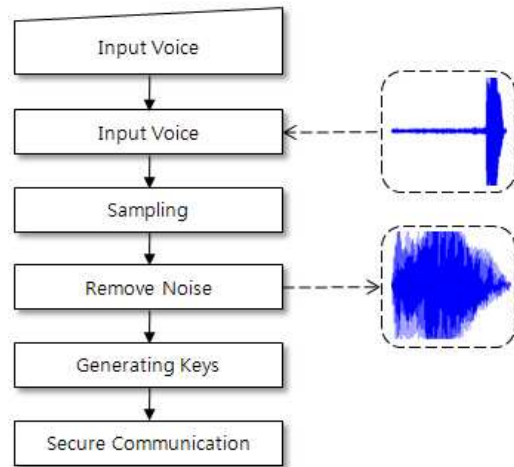 Input Voice
Input Voice
Sampling
Remove Noise
Generating Keys
Secure Communication